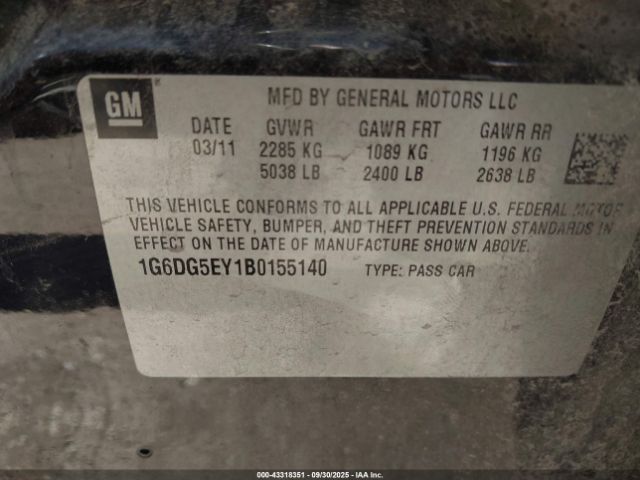 GM
MFD BY GENERAL MOTORS LLC
DATE GVWR GAWR FRT GAWR RR
03/11 2285 KG 1089 KG 1196 KG
5038 LB 2400 LB 2638 LB
THIS VEHICLE CONFORMS TO ALL APPLICABLE U.S. FEDERAL MOTOR
VEHICLE SAFETY, BUMPER, AND THEFT PREVENTION STANDARDS IN
EFFECT ON THE DATE OF MANUFACTURE SHOWN ABOVE.
1G6DG5EY1B0155140 TYPE: PASS CAR
000-43318351 - 09/30/2025 - IAA Inc.